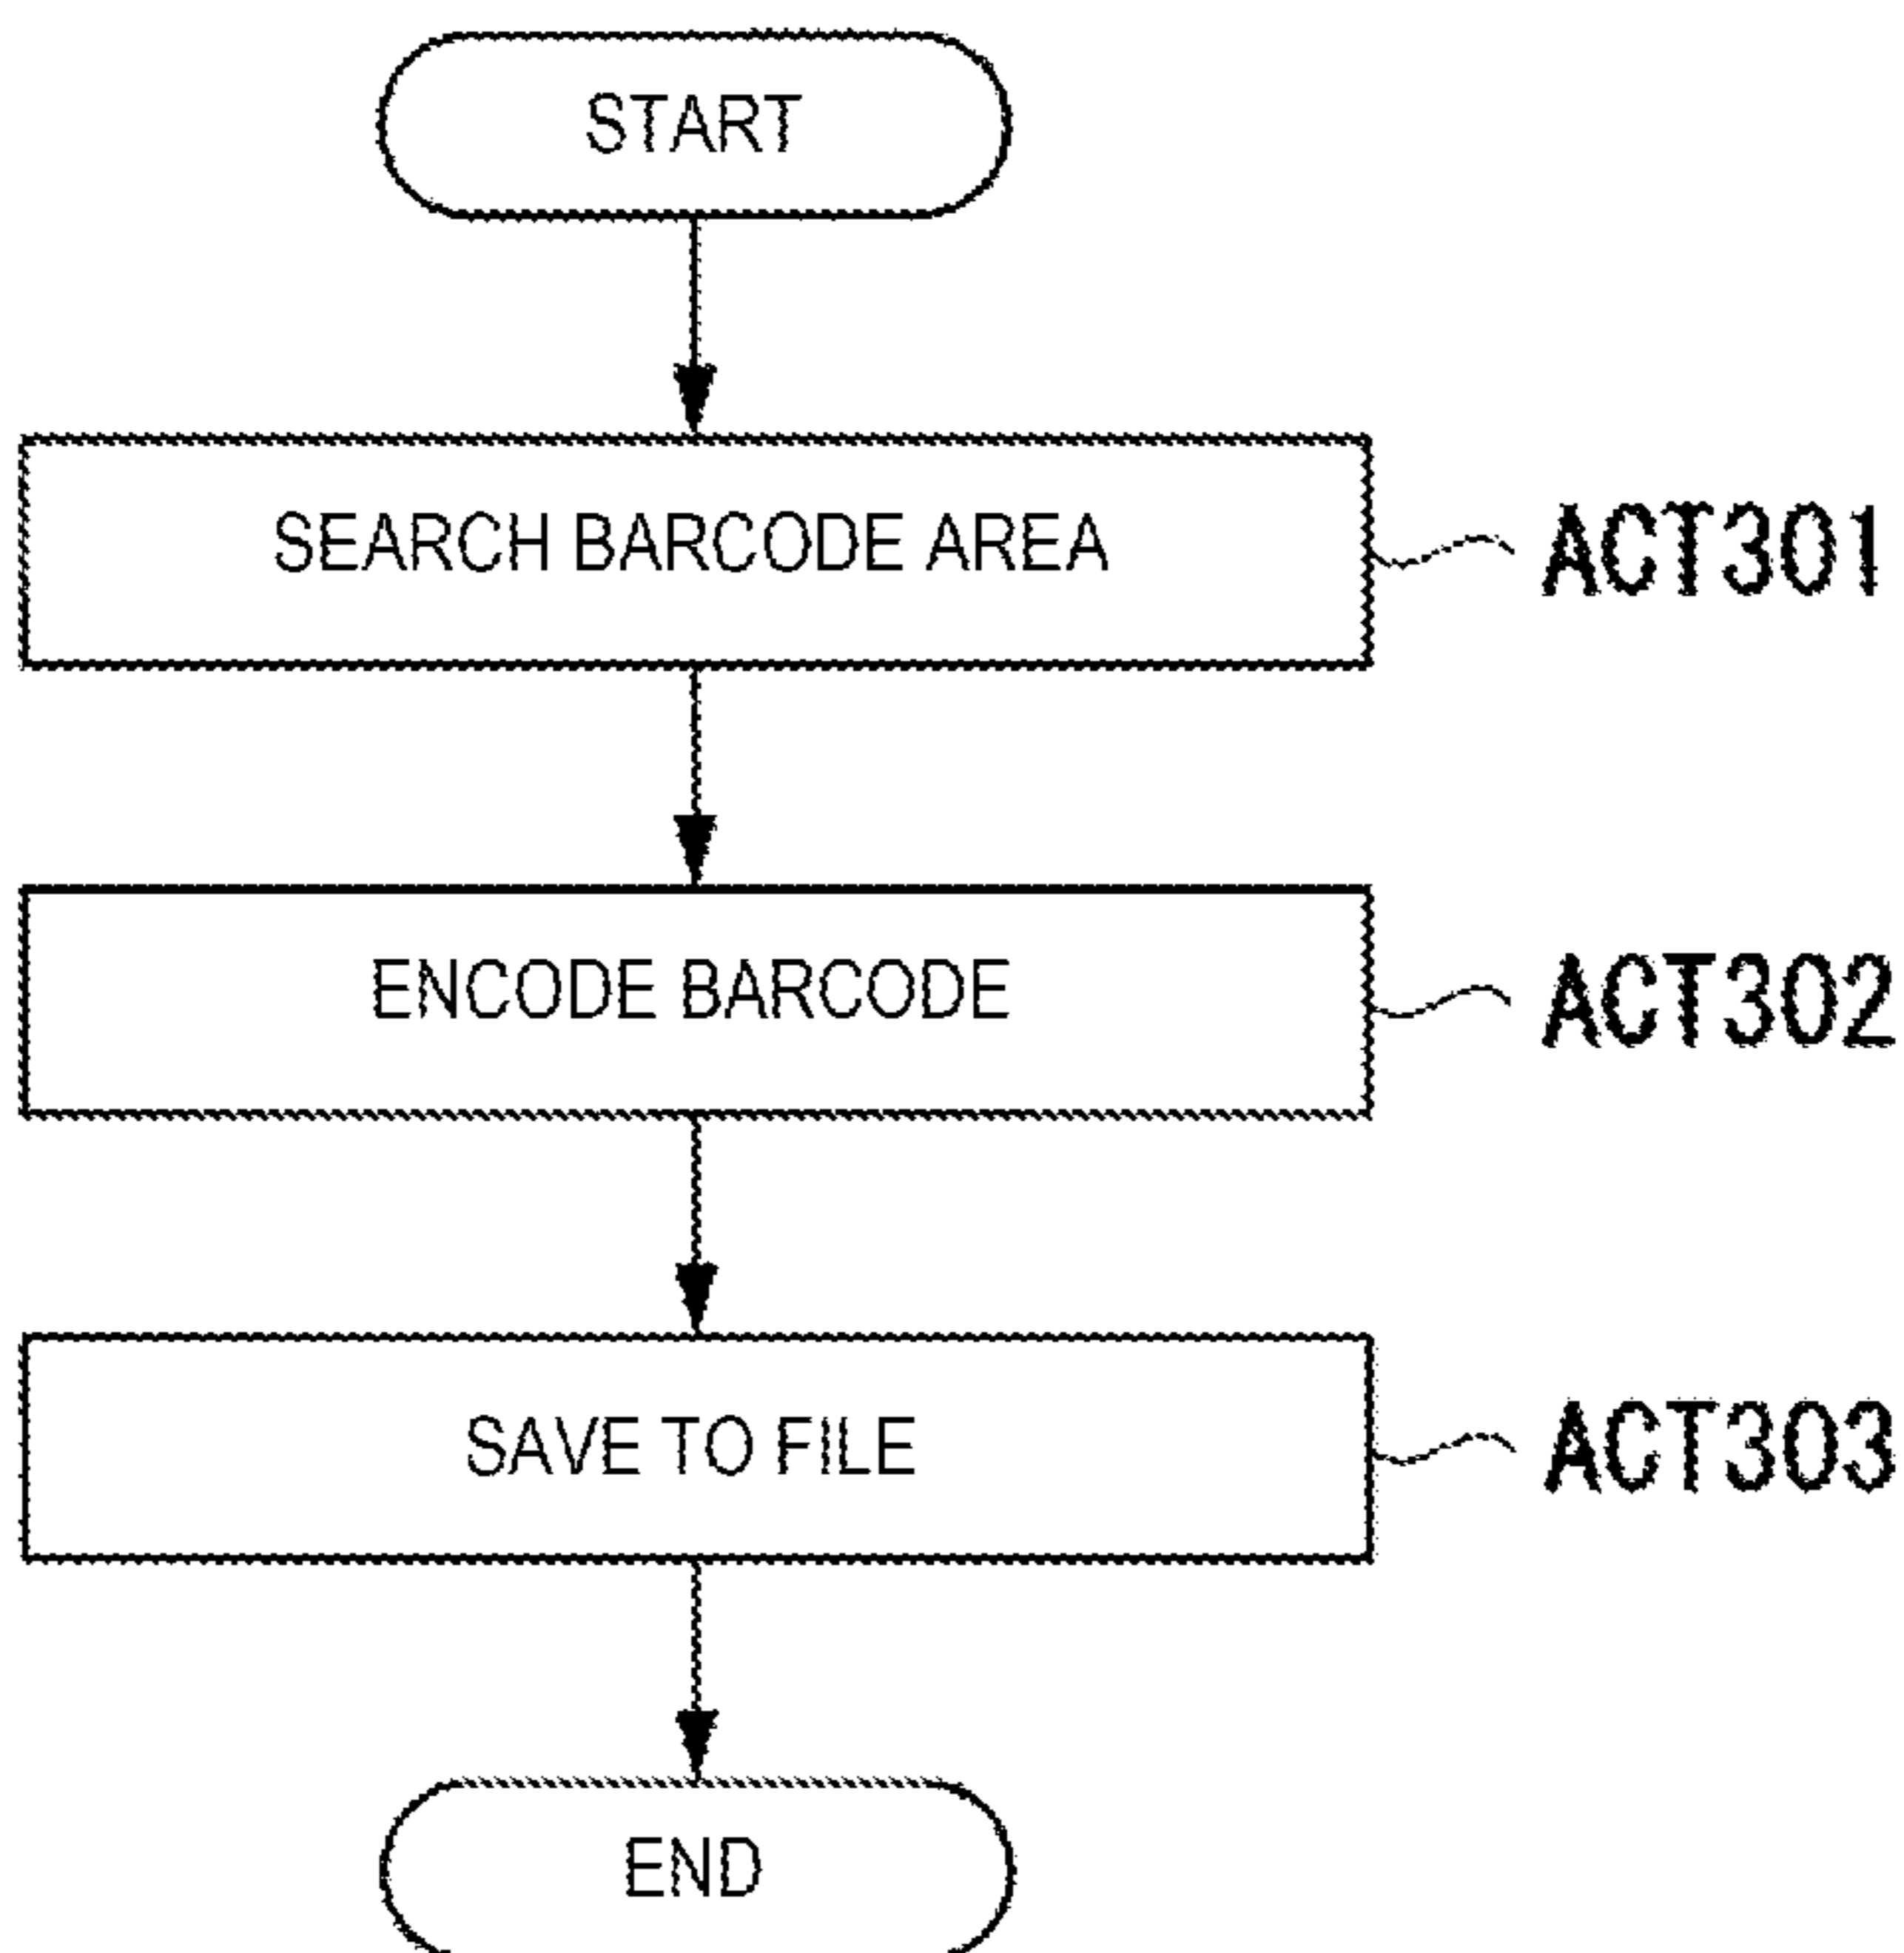 START
SEARCH BARCODE AREA
ACT301
ENCODE BARCODE
ACT302
SAVE TO FILE
ACT303
END